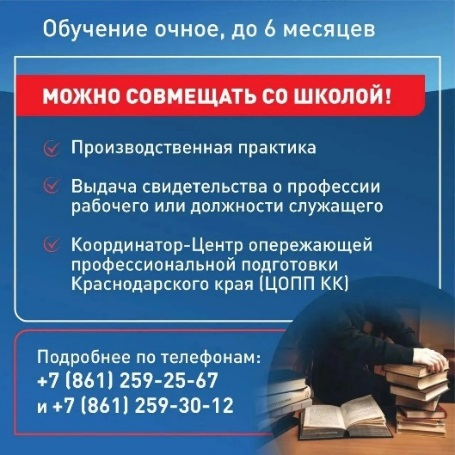 Обучение очное, до 6 месяцев
МОЖНО СОВМЕЩАТЬ СО ШКОЛОЙ!
Производственная практика
Выдача свидетельства о профессии
рабочего или должности служащего
Координатор-Центр опережающей
профессиональной подготовки
Краснодарского края (ЦОПП КК)
Подробнее по телефонам:
+7 (861) 259-25-67
и +7 (861) 259-30-12